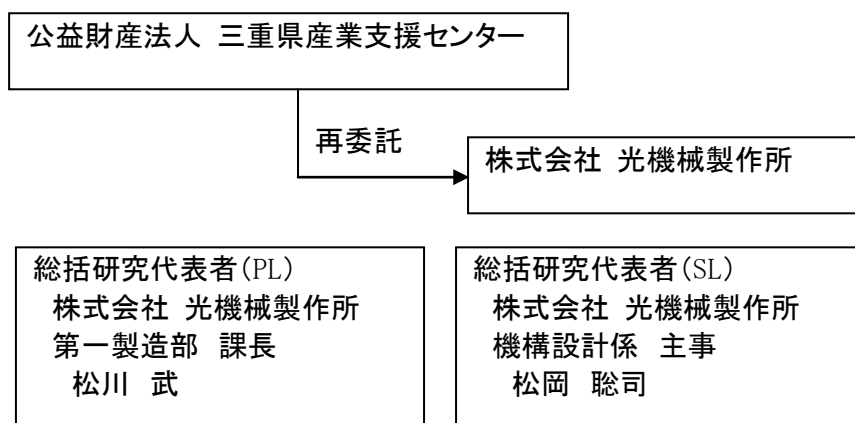 公益財産法人 三重県産業支援センター
再委託
株式会社 光機械製作所
総括研究代表者(PL)
株式会社 光機械製作所
第一製造部 課長
松川 武
総括研究代表者(SL)
株式会社 光機械製作所
機構設計係 主事
松岡 聡司